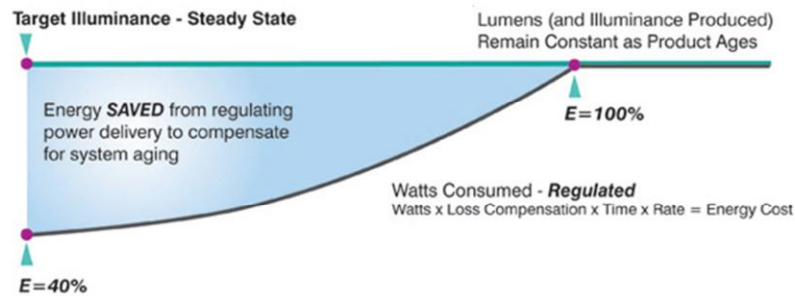 Target Illuminance - Steady State
Lumens (and Illuminance Produced)
Remain Constant as Product Ages
Energy SAVED from regulating
power delivery to compensate
for system aging
E=100%
Watts Consumed - Regulated
Watts x Loss Compensation x Time x Rate = Energy Cost
E=40%